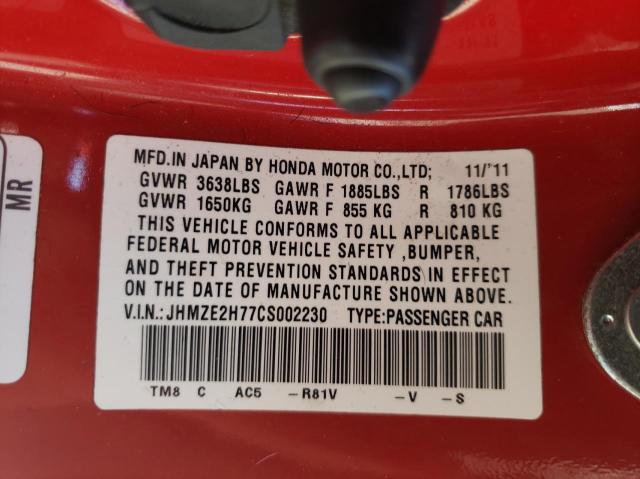 MFD.IN JAPAN BY HONDA MOTOR CO.,LTD; 11/'11
GVWR 3638LBS GAWR F 1885LBS R 1786LBS
GVWR 1650KG GAWR F 855 KG R 810 KG
THIS VEHICLE CONFORMS TO ALL APPLICABLE
FEDERAL MOTOR VEHICLE SAFETY ,BUMPER,
AND THEFT PREVENTION STANDARDS IN EFFECT
ON THE DATE OF MANUFACTURE SHOWN ABOVE.
V.I.N.:JHMZE2H77CS002230 TYPE:PASSENGER CAR
TM8 C AC5 -R81V -V -S
MR